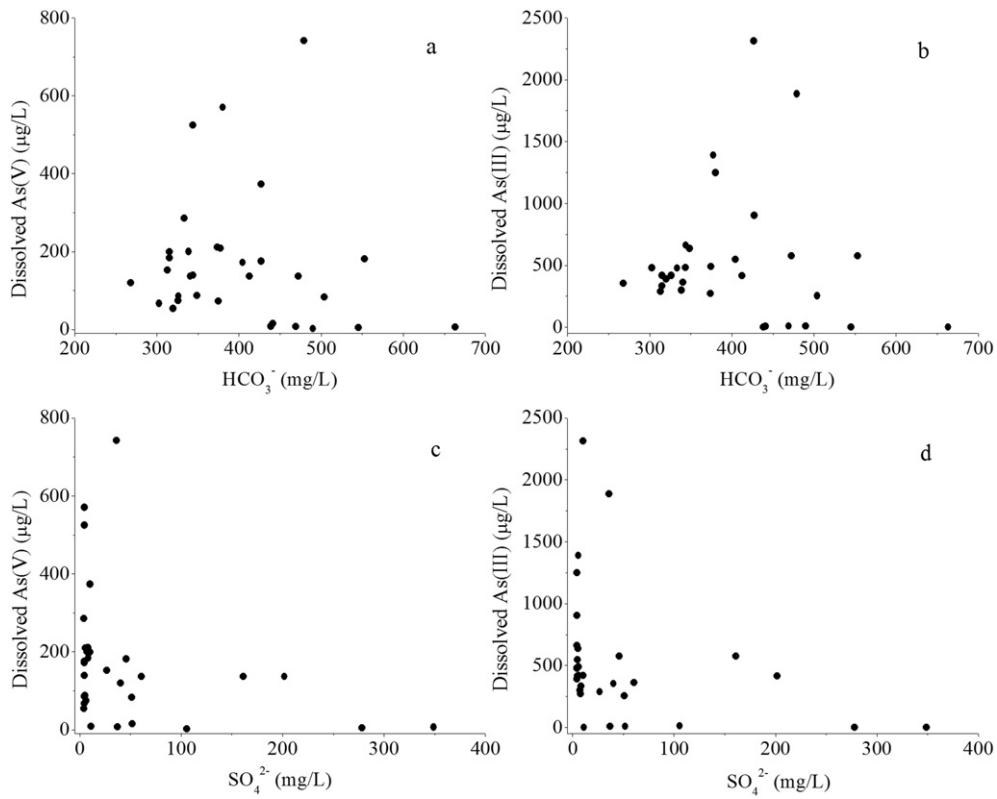 a
Dissolved As(V) (μg/L)
800
600
400
200
0
200 300 400 500 600 700
HCO₃⁻ (mg/L)
b
Dissolved As(III) (μg/L)
2500
2000
1500
1000
500
0
200 300 400 500 600 700
HCO₃⁻ (mg/L)
c
Dissolved As(V) (μg/L)
800
600
400
200
0
0 100 200 300 400
SO₄²⁻ (mg/L)
d
Dissolved As(III) (μg/L)
2500
2000
1500
1000
500
0
0 100 200 300 400
SO₄²⁻ (mg/L)